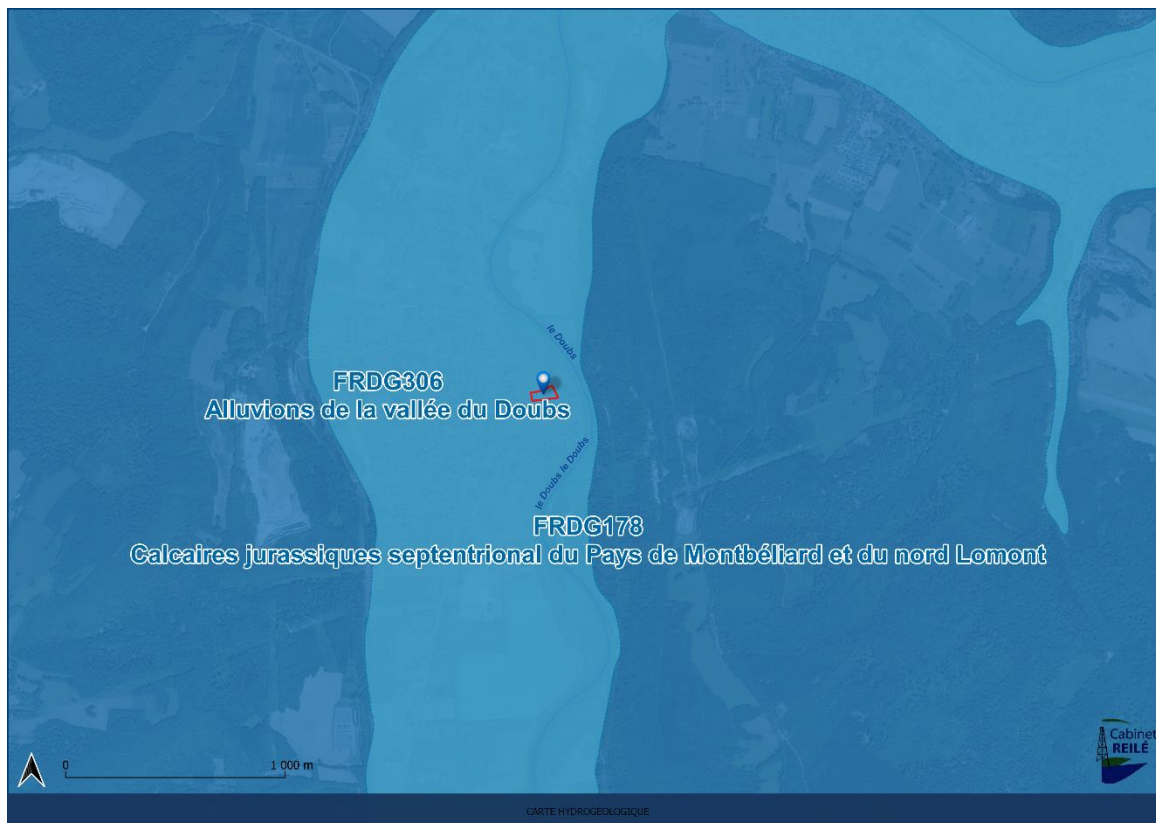 le Doubs
FRDG306
Alluvions de la vallée du Doubs
le Doubs le Doubs
FRDG178
Calcaires jurassiques septentrional du Pays de Montbéliard et du nord Lomont
0 1 000 m
Cabinet
REILÉ
CARTE HYDROGEOLOGIQUE